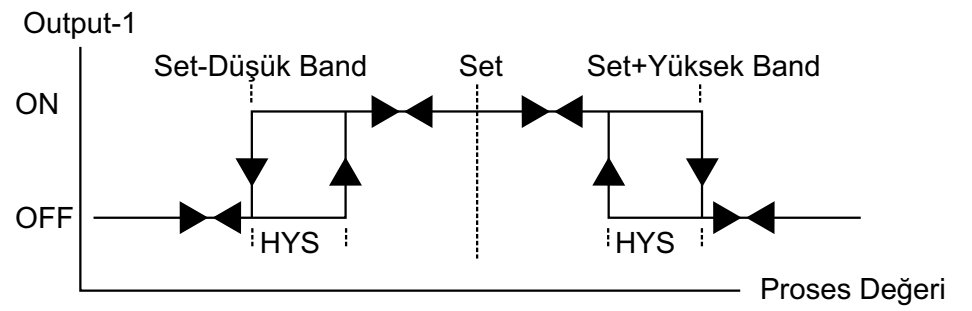 Output-1
Set-Düşük Band Set Set+Yüksek Band
ON
OFF
HYS HYS
Proses Değeri